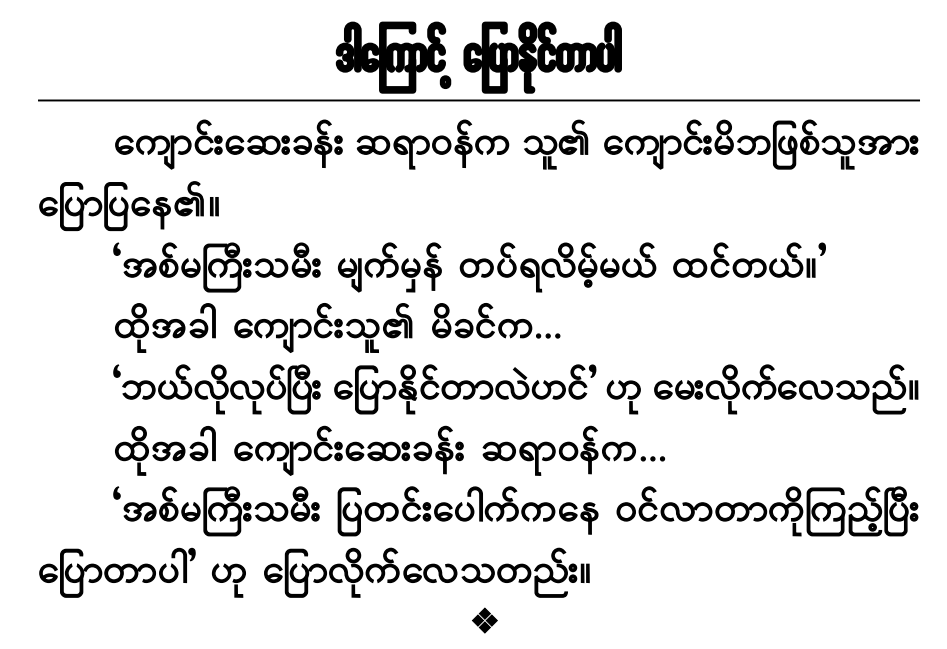 ဒါကြောင့် ပြောနိုင်တာပါ
ကျောင်းဆေးခန်း ဆရာဝန်က သူ၏ ကျောင်းမိဘဖြစ်သူအား
ပြောပြနေ၏။
‘အစ်မကြီးသမီး မျက်မှန် တပ်ရလိမ့်မယ် ထင်တယ်။’
ထိုအခါ ကျောင်းသူ၏ မိခင်က...
‘ဘယ်လိုလုပ်ပြီး ပြောနိုင်တာလဲဟင်’ ဟု မေးလိုက်လေသည်။
ထိုအခါ ကျောင်းဆေးခန်း ဆရာဝန်က...
‘အစ်မကြီးသမီး ပြတင်းပေါက်ကနေ ဝင်လာတာကိုကြည့်ပြီး
ပြောတာပါ’ ဟု ပြောလိုက်လေသတည်း။